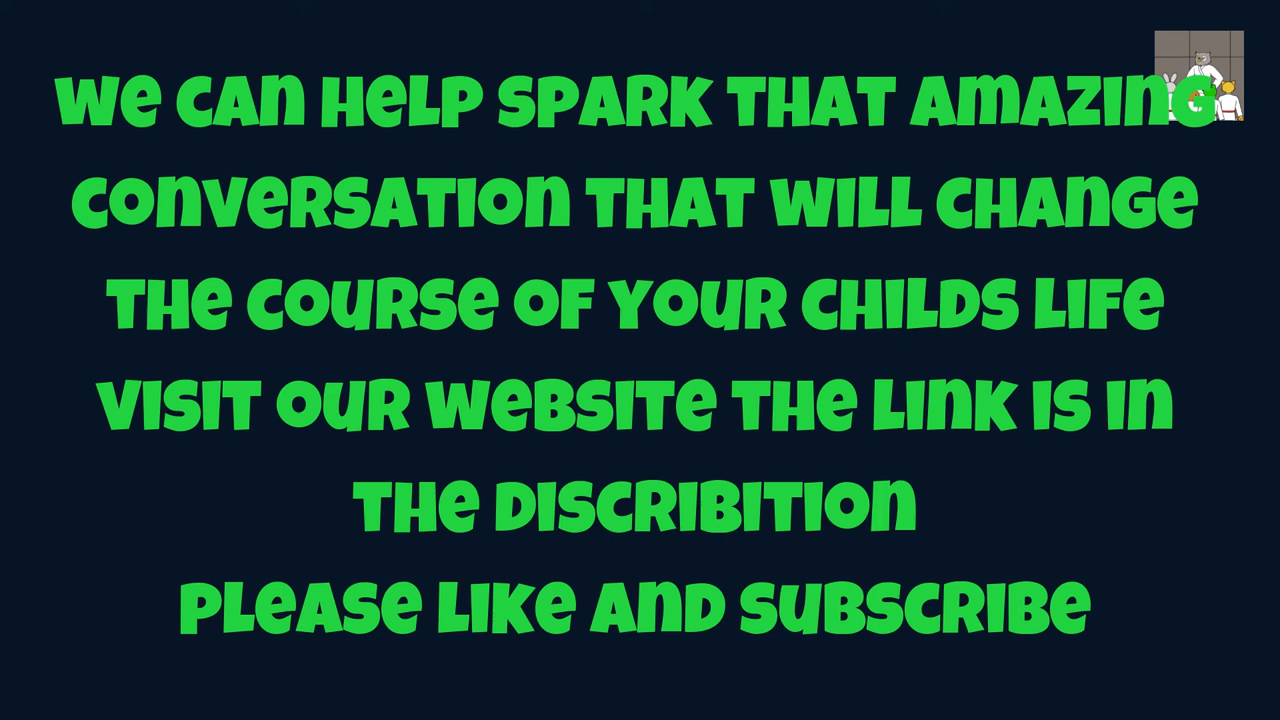 WE CAN HELP SPARK THAT AMAZING
CONVERSATION THAT WILL CHANGE
THE COURSE OF YOUR CHILDS LIFE
VISIT OUR WEBSITE THE LINK IS IN
THE DISCRIBITION
PLEASE LIKE AND SUBSCRIBE